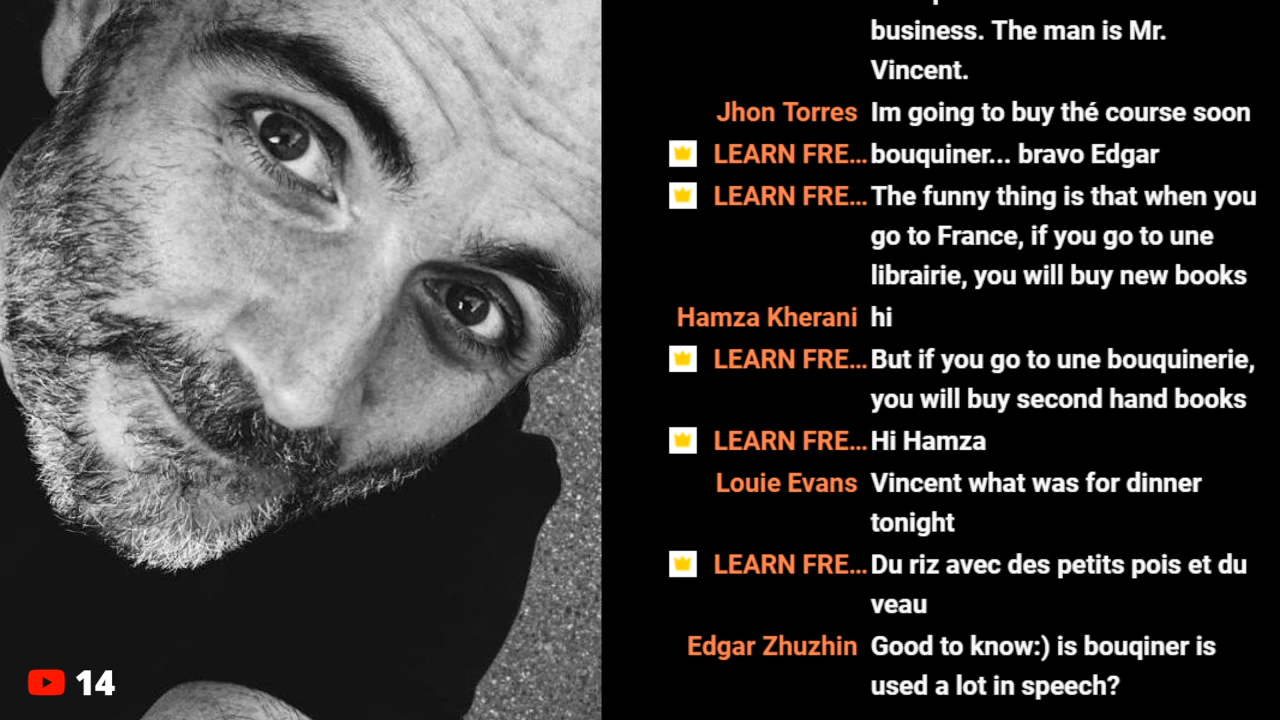 business. The man is Mr.
Vincent.
Jhon Torres Im going to buy thé course soon
LEARN FRE... bouquiner... bravo Edgar
LEARN FRE... The funny thing is that when you
go to France, if you go to une
librairie, you will buy new books
Hamza Kherani hi
LEARN FRE... But if you go to une bouquinerie,
you will buy second hand books
LEARN FRE... Hi Hamza
Louie Evans Vincent what was for dinner
tonight
LEARN FRE... Du riz avec des petits pois et du
veau
Edgar Zhuzhin Good to know:) is bouqiner is
used a lot in speech?
14